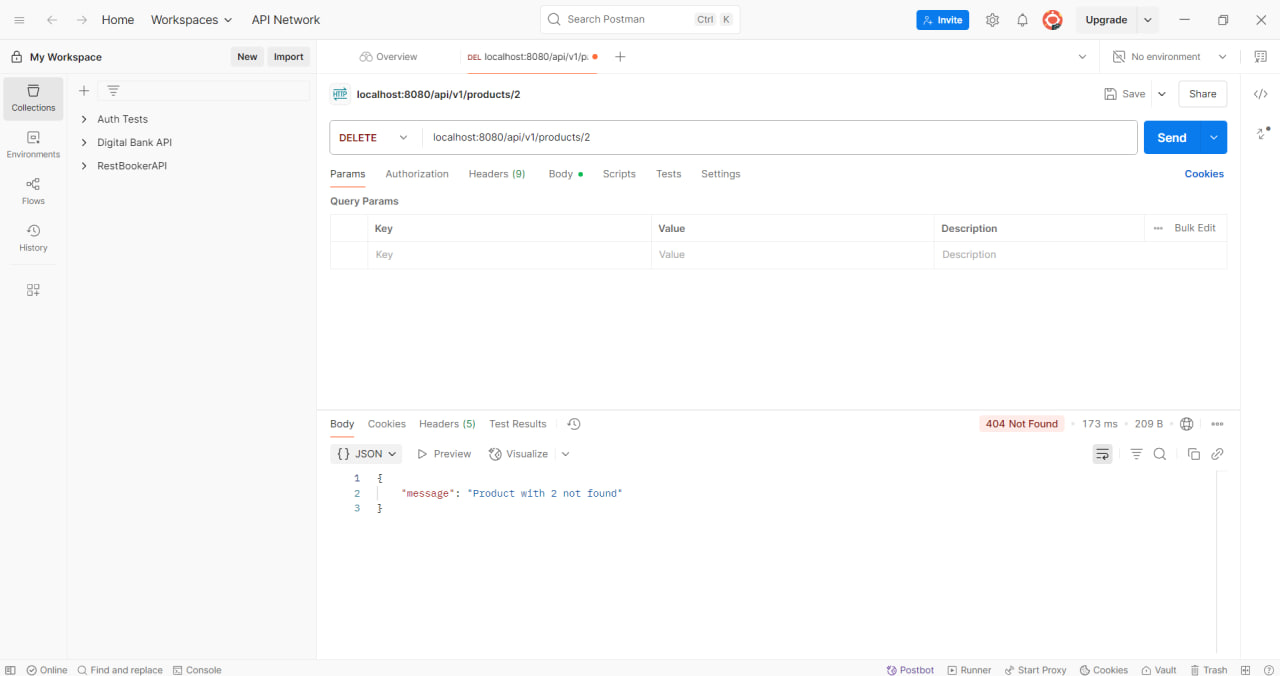 Home Workspaces API Network Search Postman Ctrl K Invite Upgrade
My Workspace New Import Overview DEL localhost:8080/api/v1/p No environment
Collections
Environments
Flows
History
Auth Tests
Digital Bank API
RestBookerAPI
HTTP localhost:8080/api/v1/products/2 Save Share
DELETE localhost:8080/api/v1/products/2 Send
Params Authorization Headers (9) Body Scripts Tests Settings Cookies
Query Params
Key Value Description Bulk Edit
Key Value Description
Body Cookies Headers (5) Test Results 404 Not Found 173 ms 209 B
{ } JSON Preview Visualize
1 {
2 "message": "Product with 2 not found"
3 }
Online Find and replace Console Postbot Runner Start Proxy Cookies Vault Trash